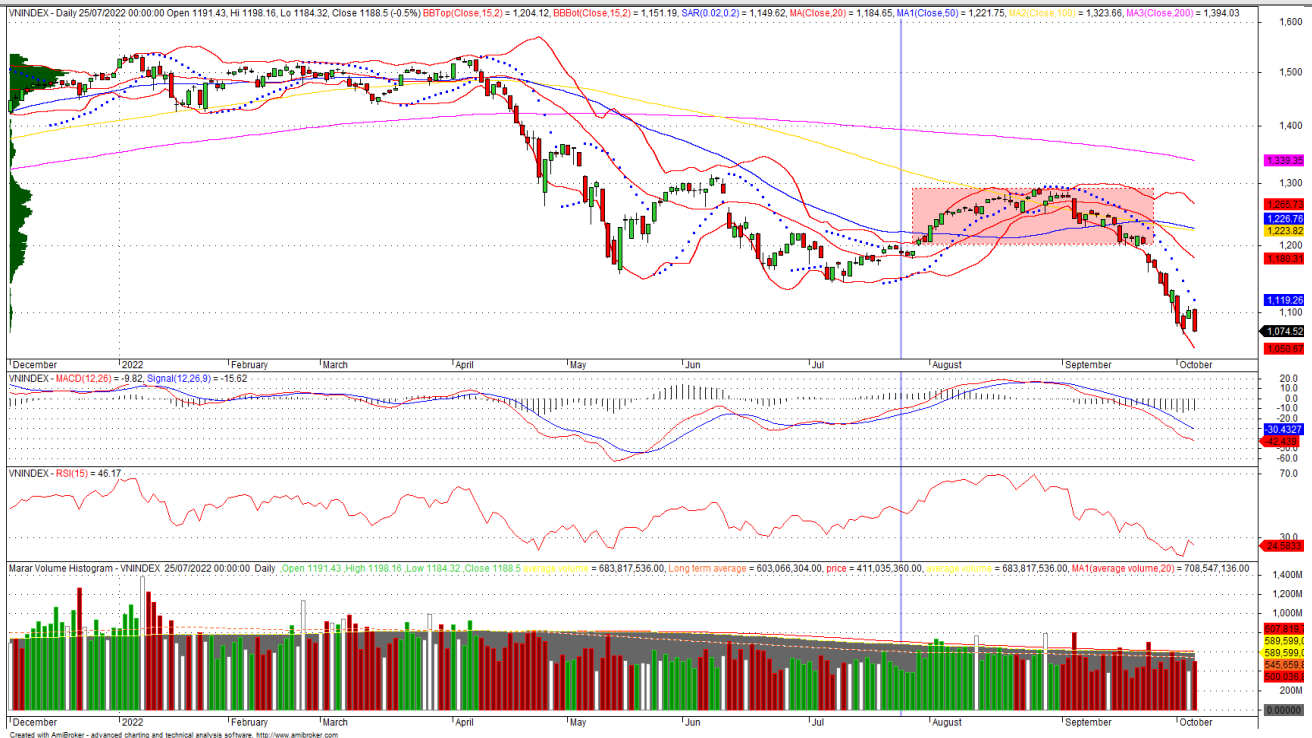 VNINDEX - Daily 25/07/2022 00:00:00 Open 1191.43, Hi 1198.16, Lo 1184.32, Close 1188.5 (-0.5%) BBTop(Close,15,2) = 1,204.12, BBBot(Close,15,2) = 1,151.19, SAR(0.02,0.2) = 1,149.62, MA(Close,20) = 1,184.65, MA1(Close,50) = 1,221.75, MA2(Close,100) = 1,323.66, MA3(Close,200) = 1,394.03
1,600
1,500
1,400
1,339.35
1,300
1,226.76
1,223.82
1,200
1,180.31
1,119.26
1,100
1,074.52
December 2022 February March April May Jun Jul August September October
VNINDEX - MACD(12,26) = -9.82, Signal(12,26,9) = -15.62
20.0
10.0
0.0
-10.0
-20.0
-30.4327
-42.439
-60.0
VNINDEX - RSI(15) = 46.17
70.0
30.0
24.5833
Marar Volume Histogram - VNINDEX 25/07/2022 00:00:00 Daily ,Open 1191.43 ,High 1198.16 ,Low 1184.32 ,Close 1188.5 average volume = 683,817,536.00, Long term average = 603,066,304.00, price = 411,035,360.00, average volume = 683,817,536.00, MA1(average volume,20) = 708,547,136.00
1,400M
1,200M
1,000M
589,599.0
589,599.0
545,659.8
200M
0.00000
December 2022 February March April May Jun Jul August September October
Created with AmiBroker - advanced charting and technical analysis software. http://www.amibroker.com